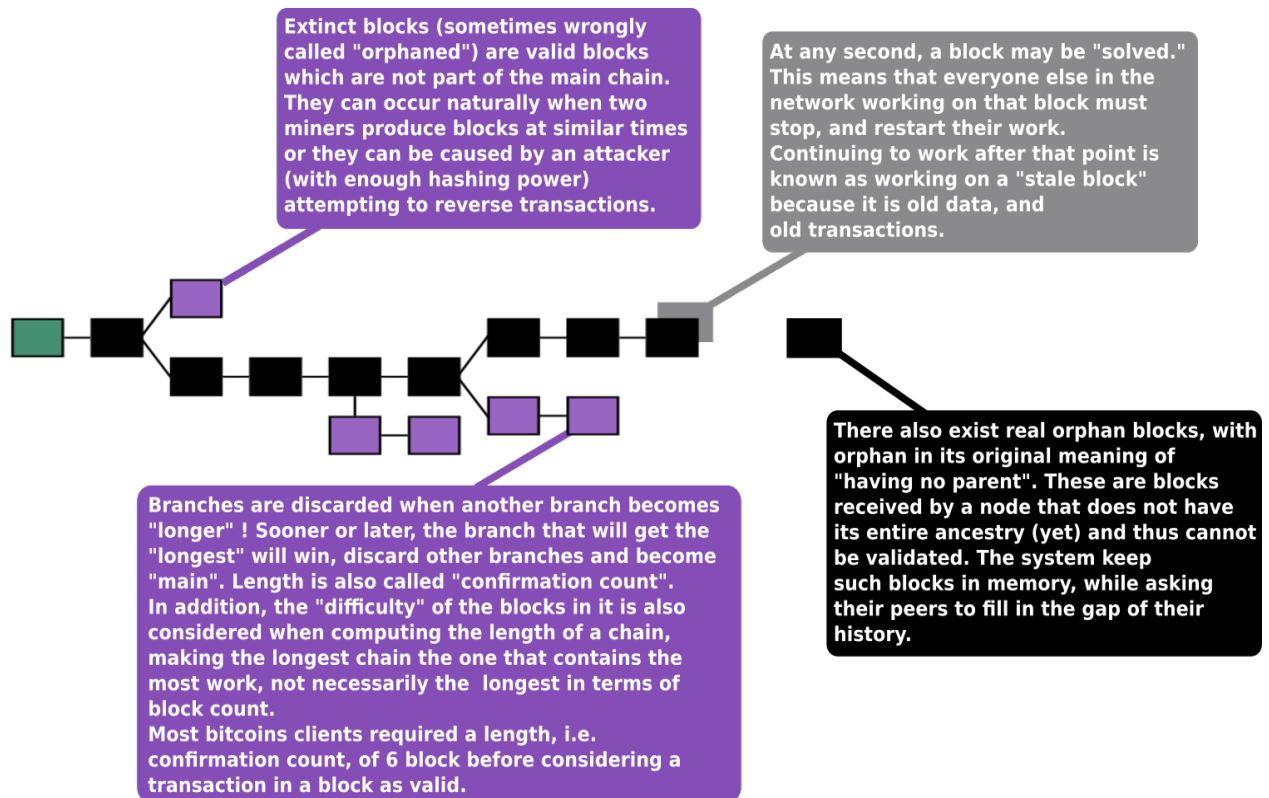 Extinct blocks (sometimes wrongly
called "orphaned") are valid blocks
which are not part of the main chain.
They can occur naturally when two
miners produce blocks at similar times
or they can be caused by an attacker
(with enough hashing power)
attempting to reverse transactions.
At any second, a block may be "solved."
This means that everyone else in the
network working on that block must
stop, and restart their work.
Continuing to work after that point is
known as working on a "stale block"
because it is old data, and
old transactions.
There also exist real orphan blocks, with
orphan in its original meaning of
"having no parent". These are blocks
received by a node that does not have
its entire ancestry (yet) and thus cannot
be validated. The system keep
such blocks in memory, while asking
their peers to fill in the gap of their
history.
Branches are discarded when another branch becomes
"longer" ! Sooner or later, the branch that will get the
"longest" will win, discard other branches and become
"main". Length is also called "confirmation count".
In addition, the "difficulty" of the blocks in it is also
considered when computing the length of a chain,
making the longest chain the one that contains the
most work, not necessarily the  longest in terms of
block count.
Most bitcoins clients required a length, i.e.
confirmation count, of 6 block before considering a
transaction in a block as valid.